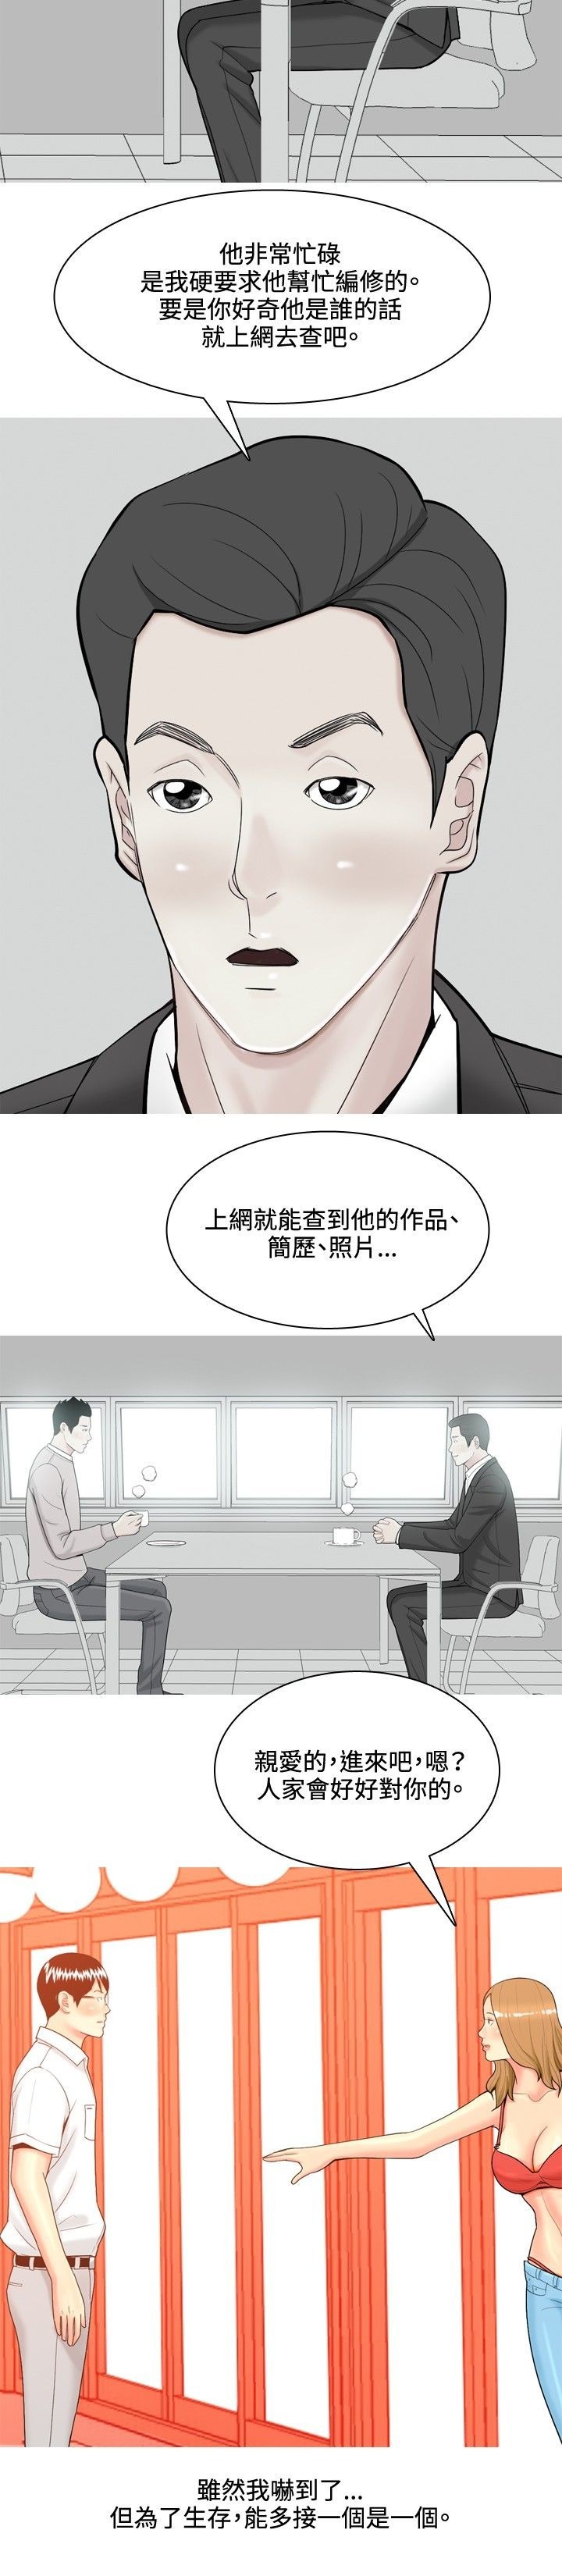 他非常忙碌
是我硬要求他幫忙編修的。
要是你好奇他是誰的話
就上網去查吧。
上網就能查到他的作品、
簡歷、照片...
親愛的，進來吧，嗯？
人家會好好對你的。
雖然我嚇到了...
但為了生存，能多接一個是一個。